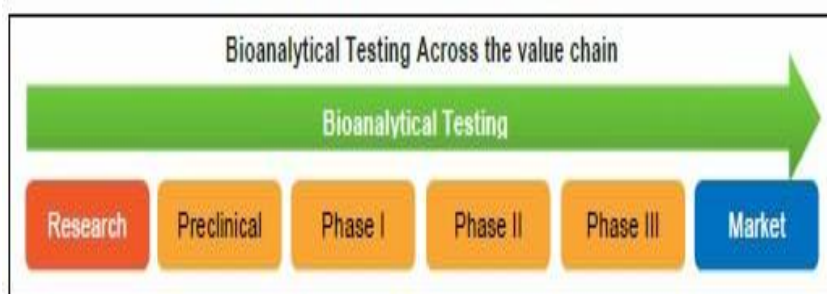 Bioanalytical Testing Across the value chain
Bioanalytical Testing
Research
Preclinical
Phase I
Phase II
Phase III
Market